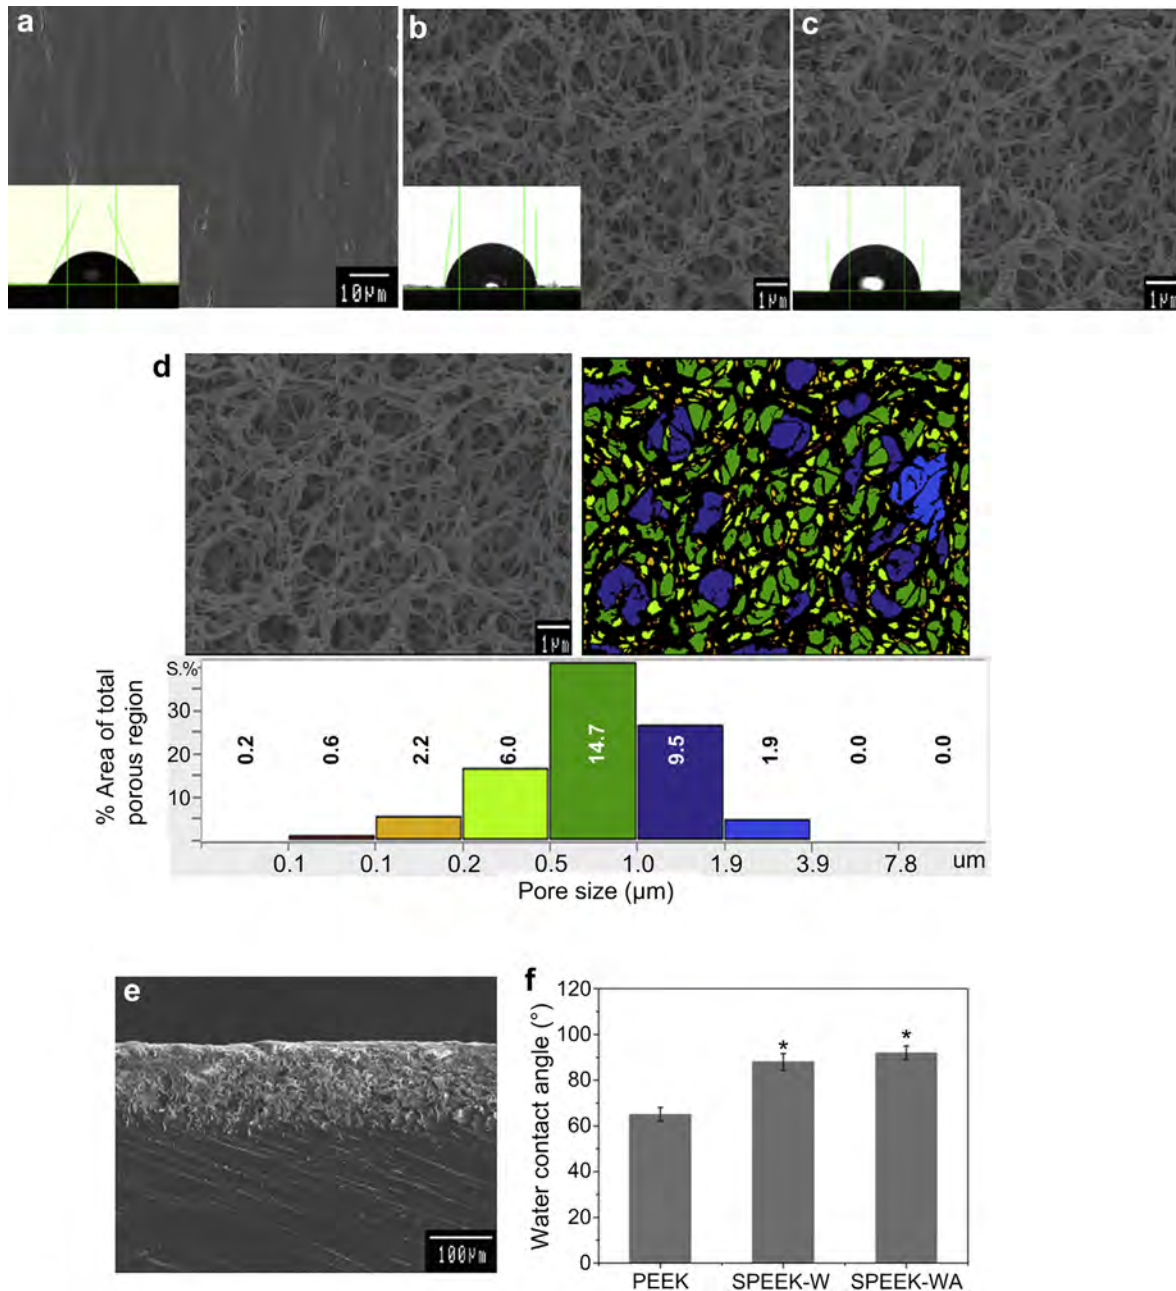 a
10μm
b
1μm
c
1μm
d
1μm
% Area of total
porous region
S.%
30
20
10
0.2
0.6
2.2
6.0
14.7
9.5
1.9
0.0
0.0
0.1
0.1
0.2
0.5
1.0
1.9
3.9
7.8
um
Pore size (μm)
e
100μm
f
Water contact angle (°)
120
100
80
60
40
20
0
*
*
PEEK
SPEEK-W
SPEEK-WA